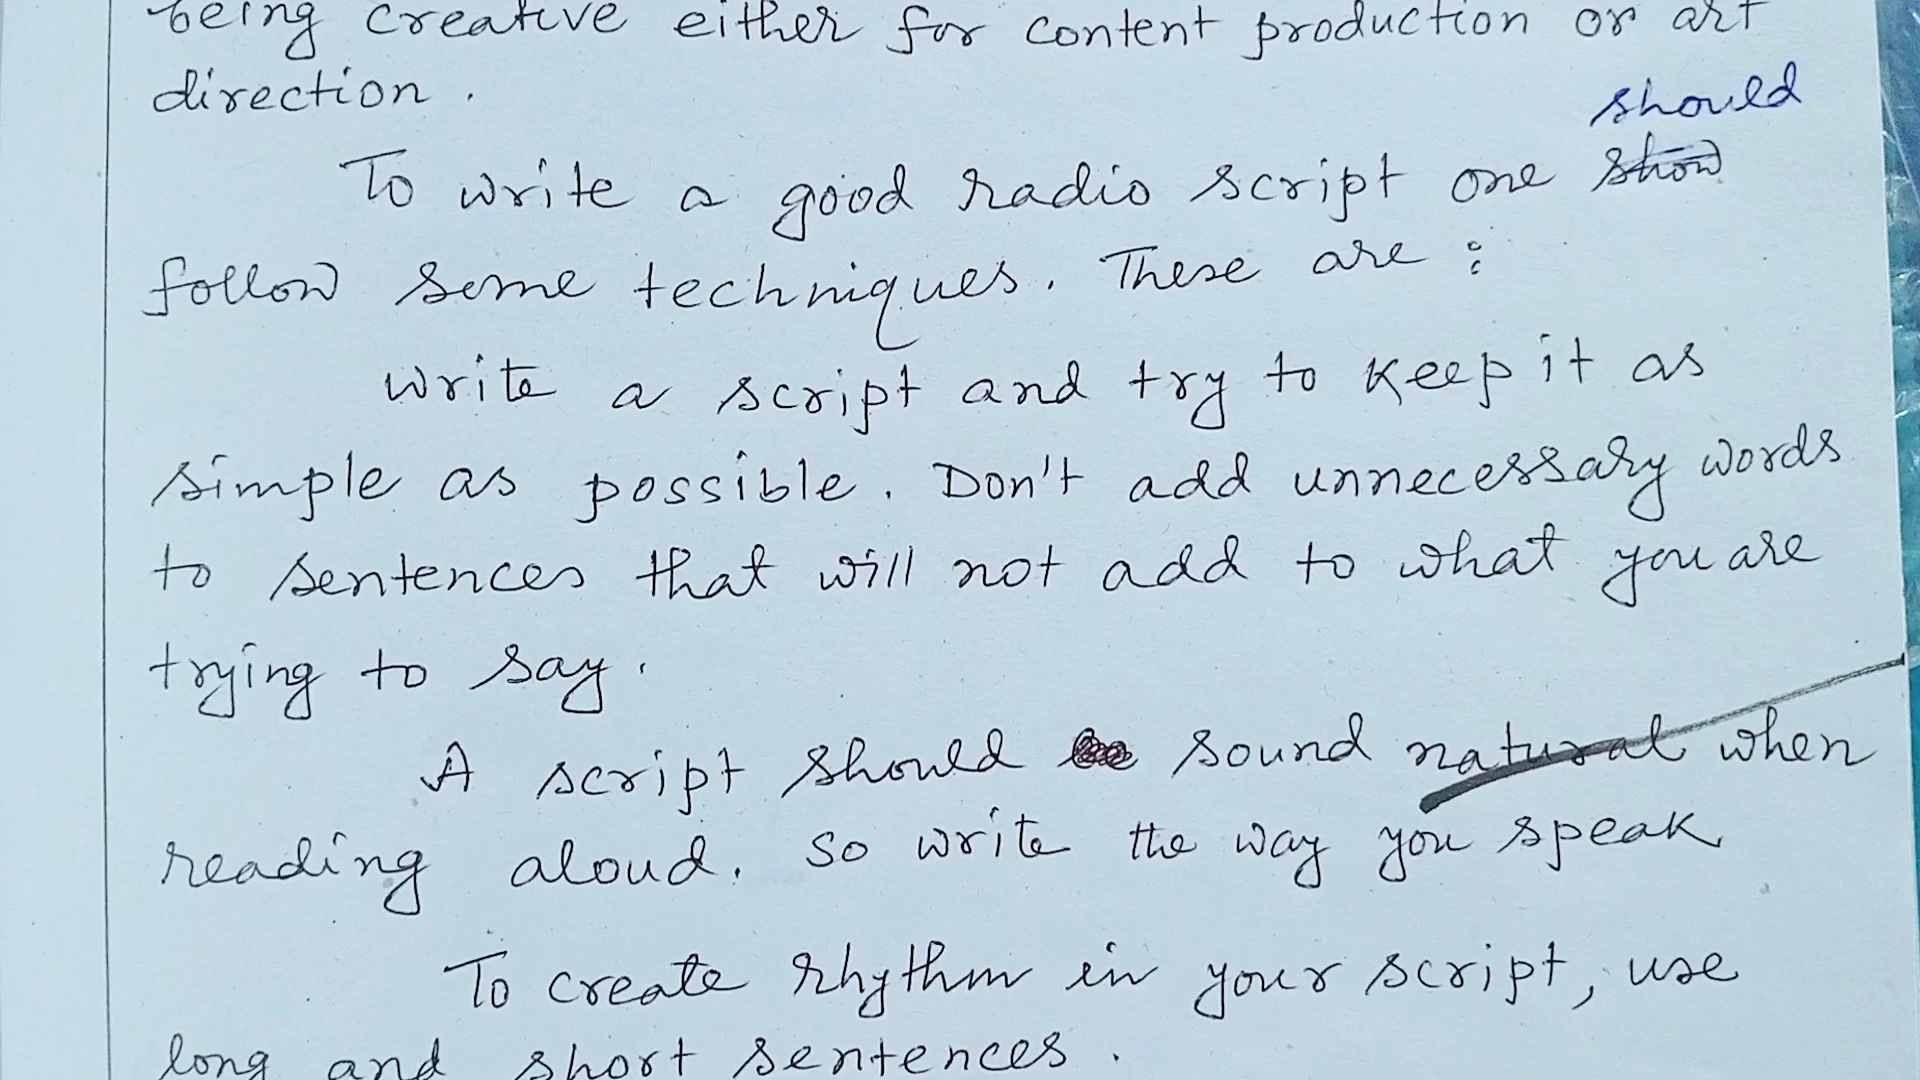 being creative either for content production or art
direction.
should
To write a good radio script one show
follow some techniques. These are :
write a script and try to keep it as
simple as possible. Don't add unnecessary words
to sentences that will not add to what you are
trying to say.
A script should sound natural when
reading aloud. So write the way you speak
To create rhythm in your script, use
long and short sentences.